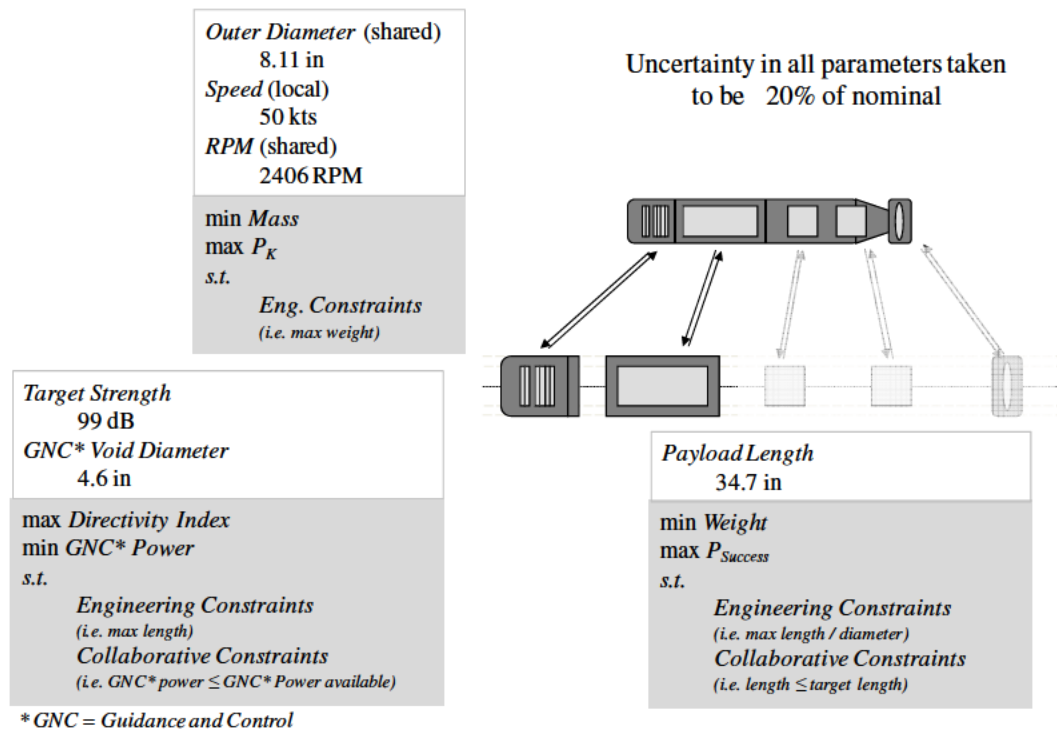 Outer Diameter (shared)
8.11 in
Speed (local)
50 kts
RPM (shared)
2406 RPM
min Mass
max P_K
s.t.
Eng. Constraints
(i.e. max weight)
Uncertainty in all parameters taken
to be 20% of nominal
Target Strength
99 dB
GNC* Void Diameter
4.6 in
max Directivity Index
min GNC* Power
s.t.
Engineering Constraints
(i.e. max length)
Collaborative Constraints
(i.e. GNC* power ≤ GNC* Power available)
* GNC = Guidance and Control
Payload Length
34.7 in
min Weight
max P_Success
s.t.
Engineering Constraints
(i.e. max length / diameter)
Collaborative Constraints
(i.e. length ≤ target length)